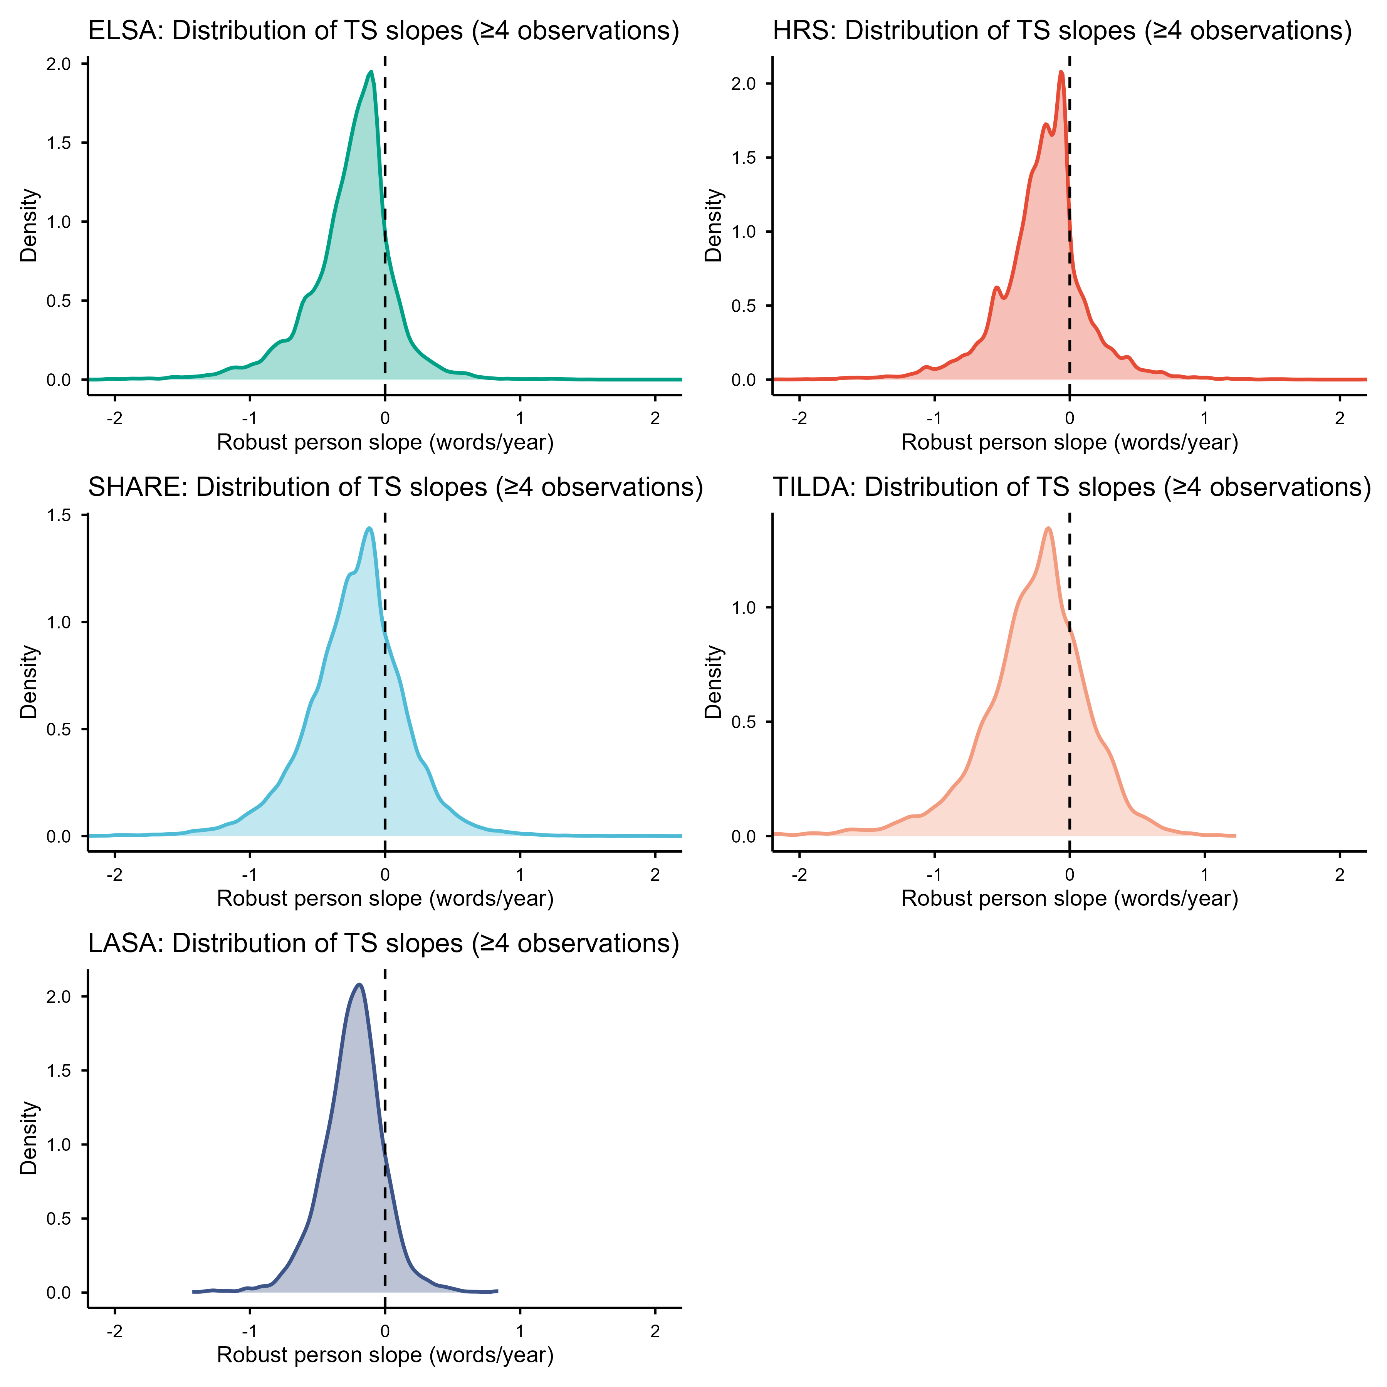 ELSA: Distribution of TS slopes (≥4 observations)
2.0
1.5
1.0
0.5
0.0
Density
-2 -1 0 1 2
Robust person slope (words/year)
HRS: Distribution of TS slopes (≥4 observations)
2.0
1.5
1.0
0.5
0.0
Density
-2 -1 0 1 2
Robust person slope (words/year)
SHARE: Distribution of TS slopes (≥4 observations)
1.5
1.0
0.5
0.0
Density
-2 -1 0 1 2
Robust person slope (words/year)
TILDA: Distribution of TS slopes (≥4 observations)
1.0
0.5
0.0
Density
-2 -1 0 1 2
Robust person slope (words/year)
LASA: Distribution of TS slopes (≥4 observations)
2.0
1.5
1.0
0.5
0.0
Density
-2 -1 0 1 2
Robust person slope (words/year)